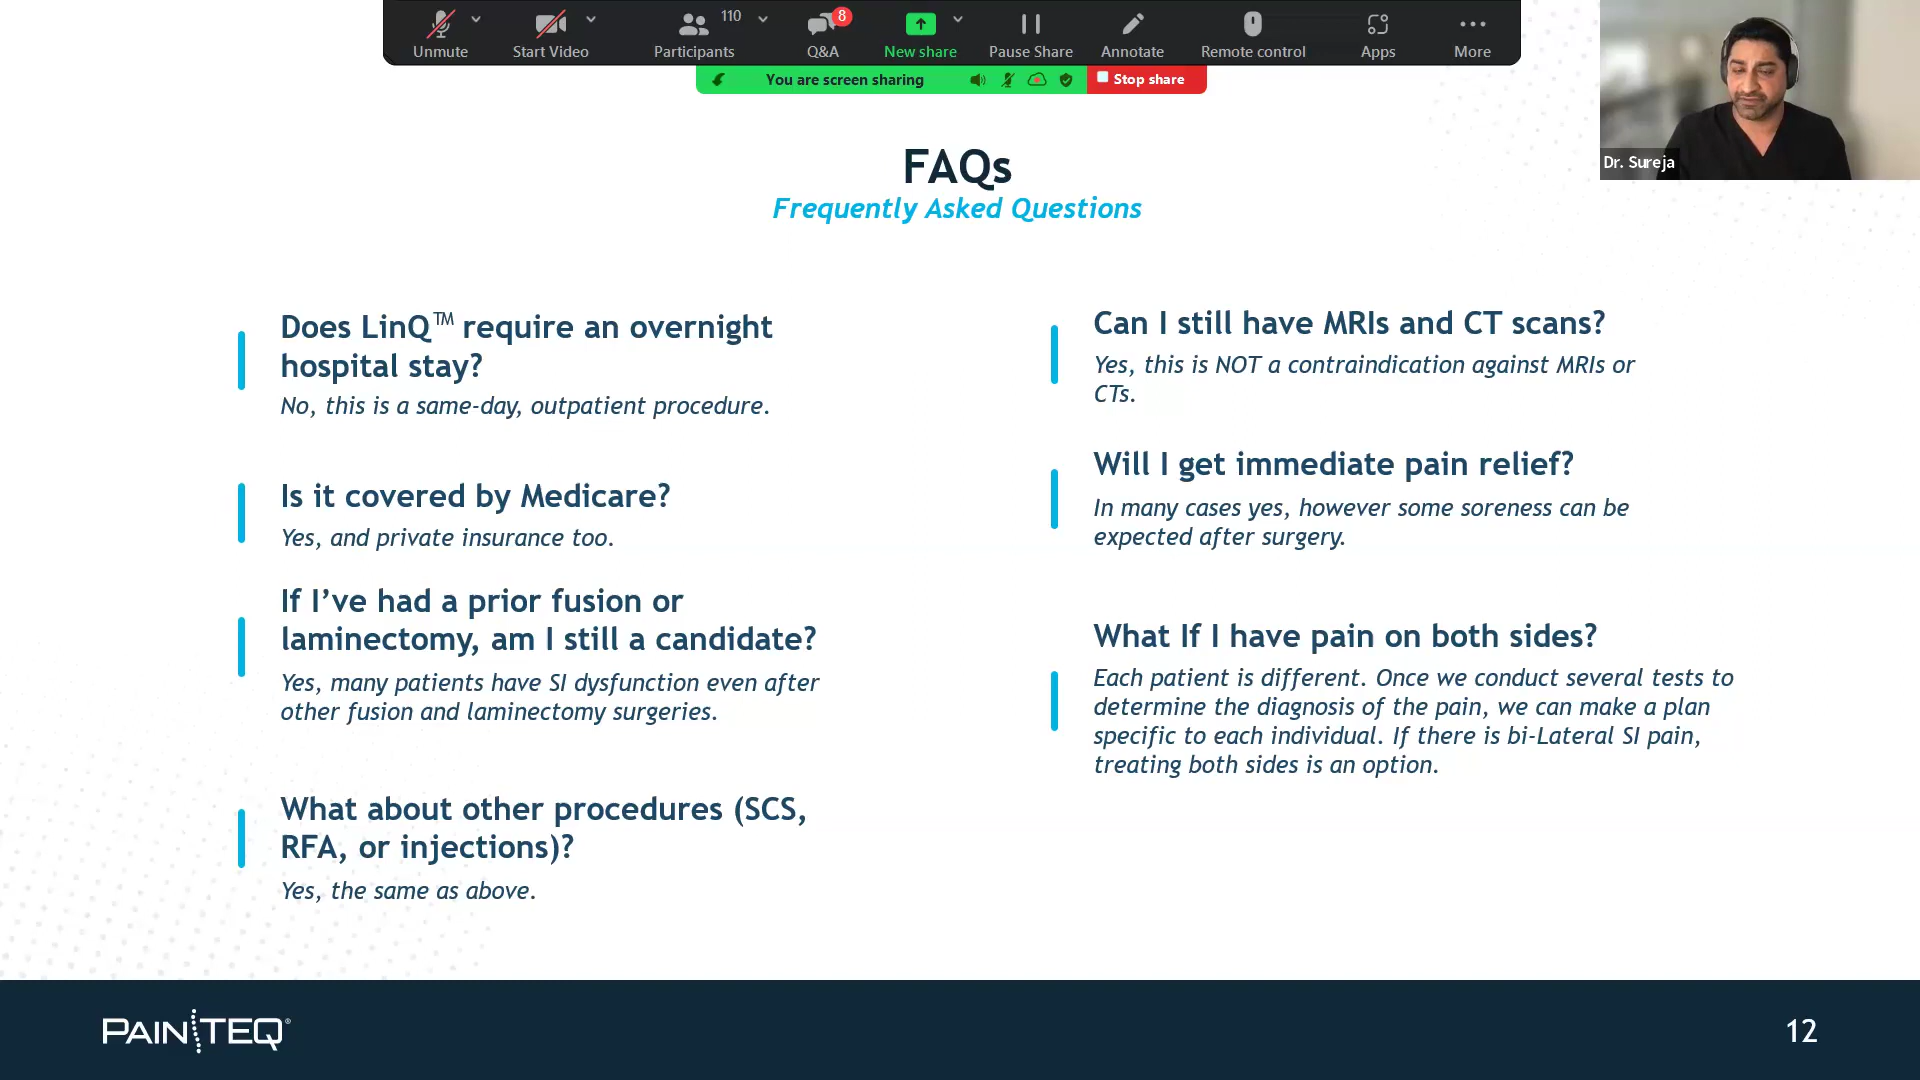 Unmute
Start Video
Participants
110
Q&A
8
New share
Pause Share
Annotate
Remote control
Apps
More
You are screen sharing
Stop share
Dr. Sureja
FAQs
Frequently Asked Questions
Does LinQ™ require an overnight
hospital stay?
No, this is a same-day, outpatient procedure.
Is it covered by Medicare?
Yes, and private insurance too.
If I’ve had a prior fusion or
laminectomy, am I still a candidate?
Yes, many patients have SI dysfunction even after
other fusion and laminectomy surgeries.
What about other procedures (SCS,
RFA, or injections)?
Yes, the same as above.
Can I still have MRIs and CT scans?
Yes, this is NOT a contraindication against MRIs or
CTs.
Will I get immediate pain relief?
In many cases yes, however some soreness can be
expected after surgery.
What If I have pain on both sides?
Each patient is different. Once we conduct several tests to
determine the diagnosis of the pain, we can make a plan
specific to each individual. If there is bi-Lateral SI pain,
treating both sides is an option.
PAINTEQ®
12